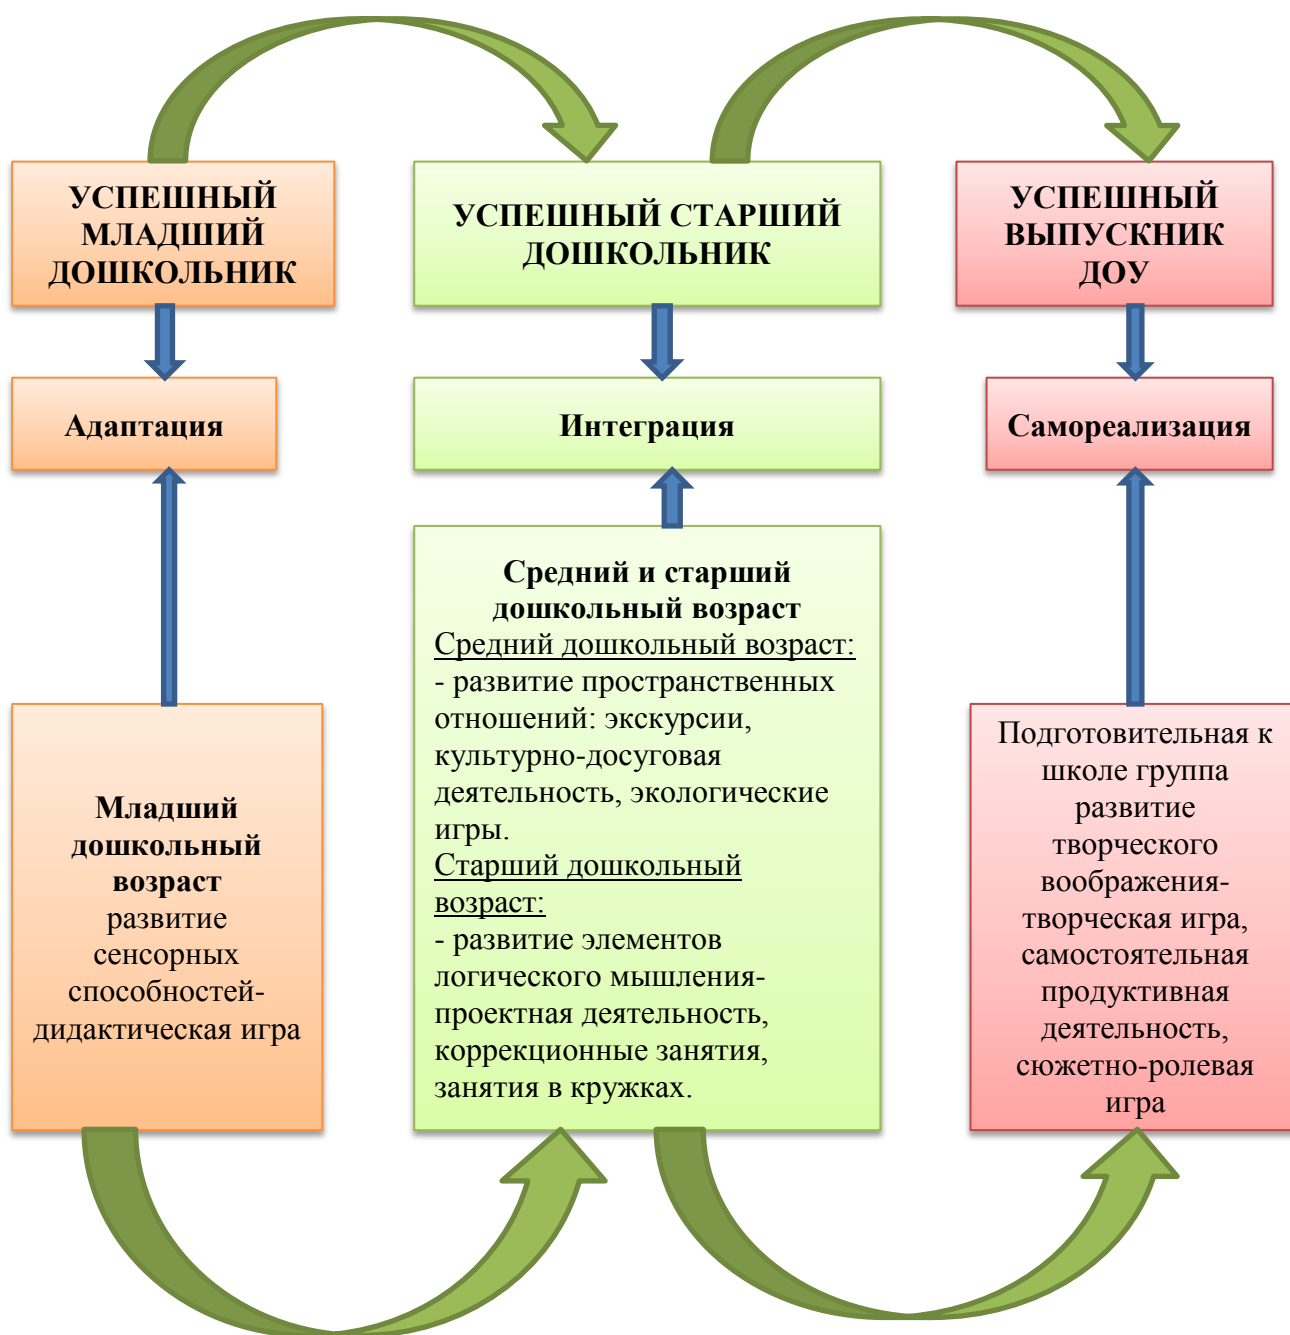 УСПЕШНЫЙ
МЛАДШИЙ
ДОШКОЛЬНИК
УСПЕШНЫЙ СТАРШИЙ
ДОШКОЛЬНИК
УСПЕШНЫЙ
ВЫПУСКНИК
ДОУ
Адаптация
Интеграция
Самореализация
Младший
дошкольный
возраст
развитие
сенсорных
способностей-
дидактическая игра
Средний и старший
дошкольный возраст
Средний дошкольный возраст:
- развитие пространственных
отношений: экскурсии,
культурно-досуговая
деятельность, экологические
игры.
Старший дошкольный
возраст:
- развитие элементов
логического мышления-
проектная деятельность,
коррекционные занятия,
занятия в кружках.
Подготовительная к
школе группа
развитие
творческого
воображения-
творческая игра,
самостоятельная
продуктивная
деятельность,
сюжетно-ролевая
игра